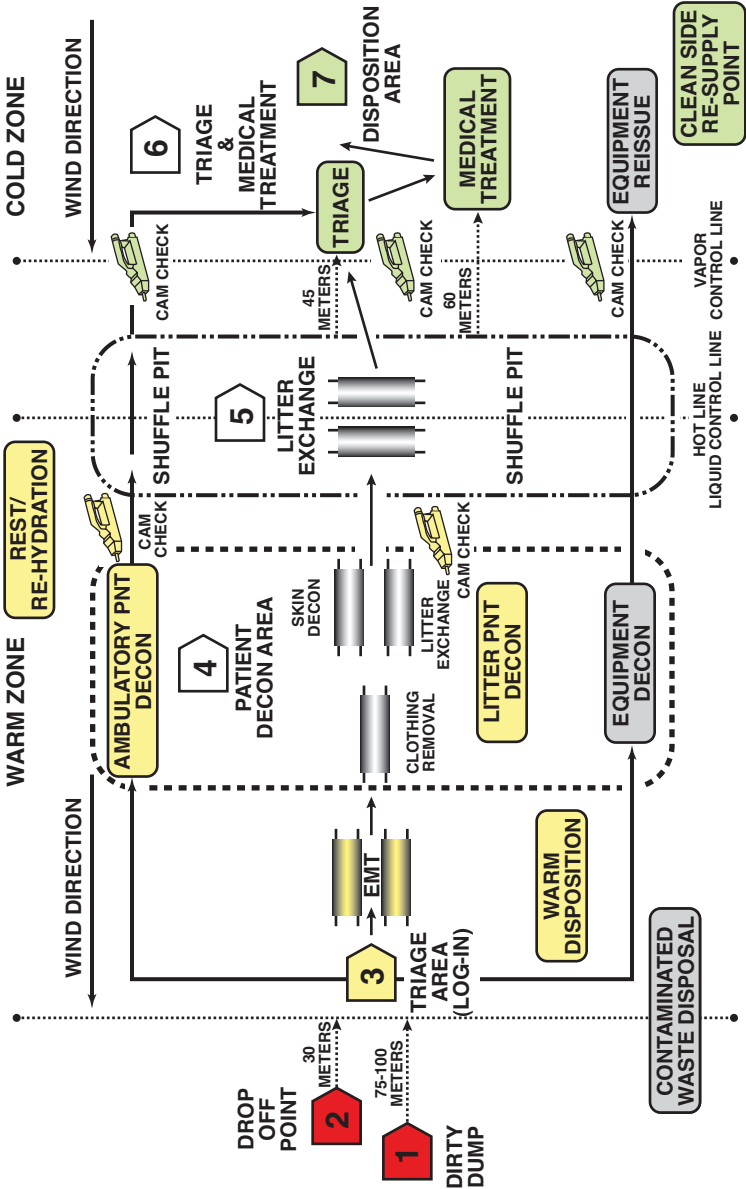 WARM ZONE
COLD ZONE
WIND DIRECTION
WIND DIRECTION
REST/
RE-HYDRATION
DROP
OFF
POINT
2
30
METERS
1
DIRTY
DUMP
75-100
METERS
3
TRIAGE
AREA
(LOG-IN)
EMT
WARM
DISPOSITION
CONTAMINATED
WASTE DISPOSAL
AMBULATORY PNT
DECON
4
PATIENT
DECON AREA
CLOTHING
REMOVAL
SKIN
DECON
LITTER
EXCHANGE
LITTER PNT
DECON
EQUIPMENT
DECON
CAM
CHECK
CAM CHECK
SHUFFLE PIT
5
LITTER
EXCHANGE
SHUFFLE PIT
HOT LINE
LIQUID CONTROL LINE
CAM CHECK
45
METERS
CAM CHECK
60
METERS
CAM CHECK
VAPOR
CONTROL LINE
6
TRIAGE
&
MEDICAL
TREATMENT
TRIAGE
7
DISPOSITION
AREA
MEDICAL
TREATMENT
EQUIPMENT
REISSUE
CLEAN SIDE
RE-SUPPLY
POINT